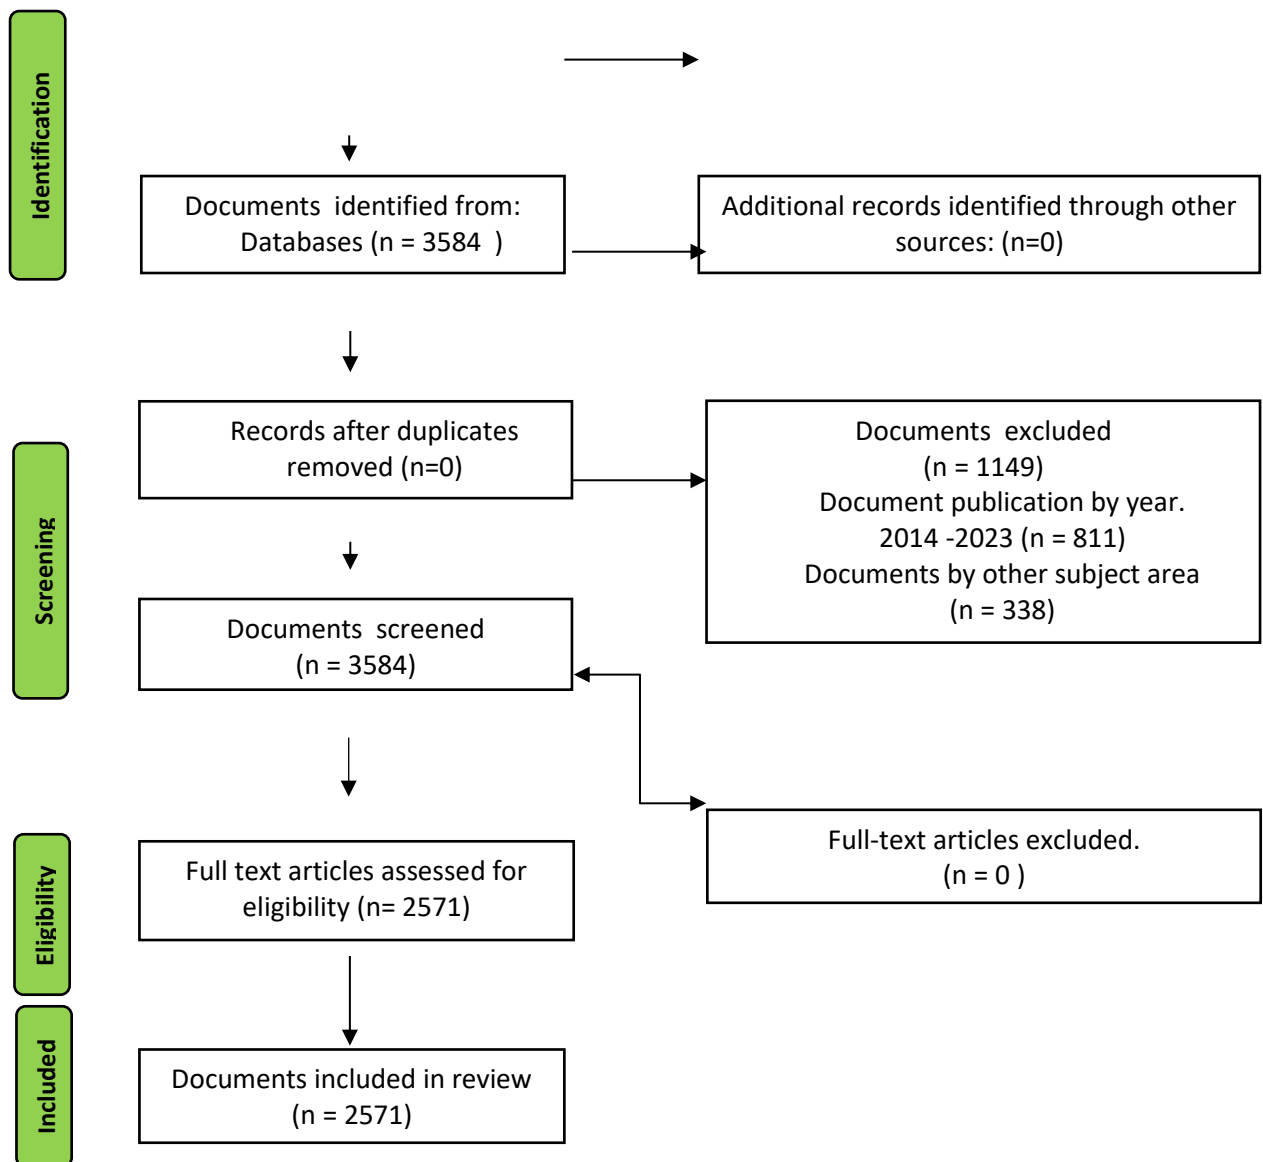 Identification
Documents identified from:
Databases (n = 3584 )
Additional records identified through other
sources: (n=0)
Screening
Records after duplicates
removed (n=0)
Documents excluded
(n = 1149)
Document publication by year.
2014 -2023 (n = 811)
Documents by other subject area
(n = 338)
Documents screened
(n = 3584)
Full-text articles excluded.
(n = 0 )
Eligibility
Full text articles assessed for
eligibility (n= 2571)
Included
Documents included in review
(n = 2571)